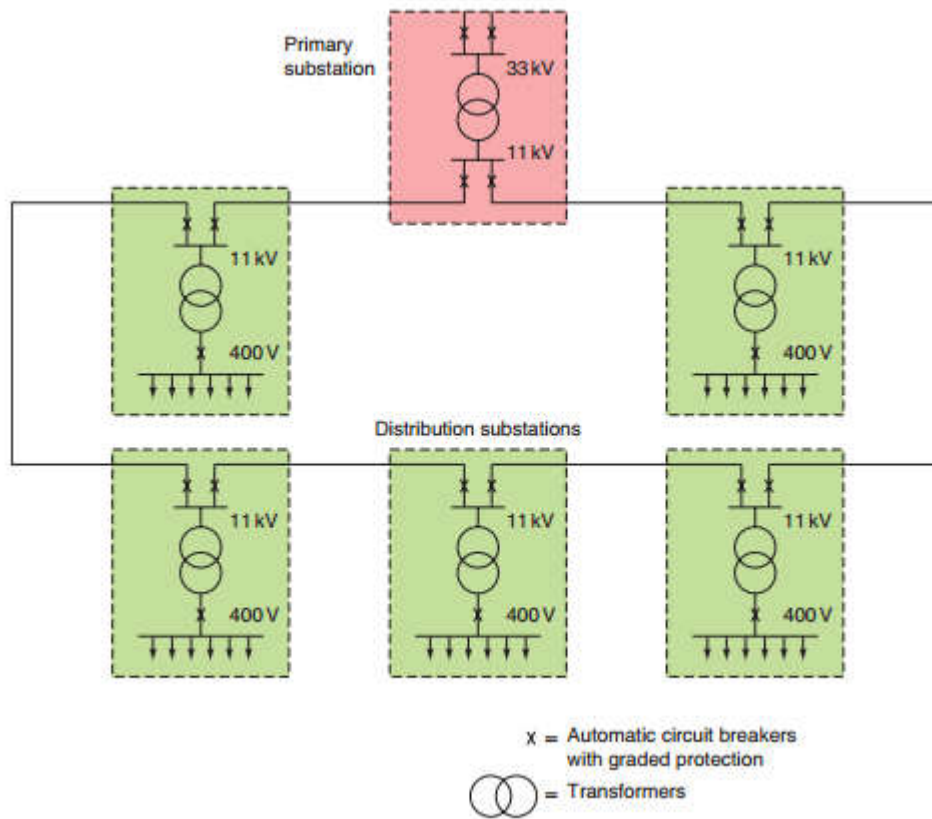 Primary
substation
33 kV
11 kV
11 kV
400 V
11 kV
400 V
Distribution substations
11 kV
400 V
11 kV
400 V
11 kV
400 V
x = Automatic circuit breakers
with graded protection
= Transformers